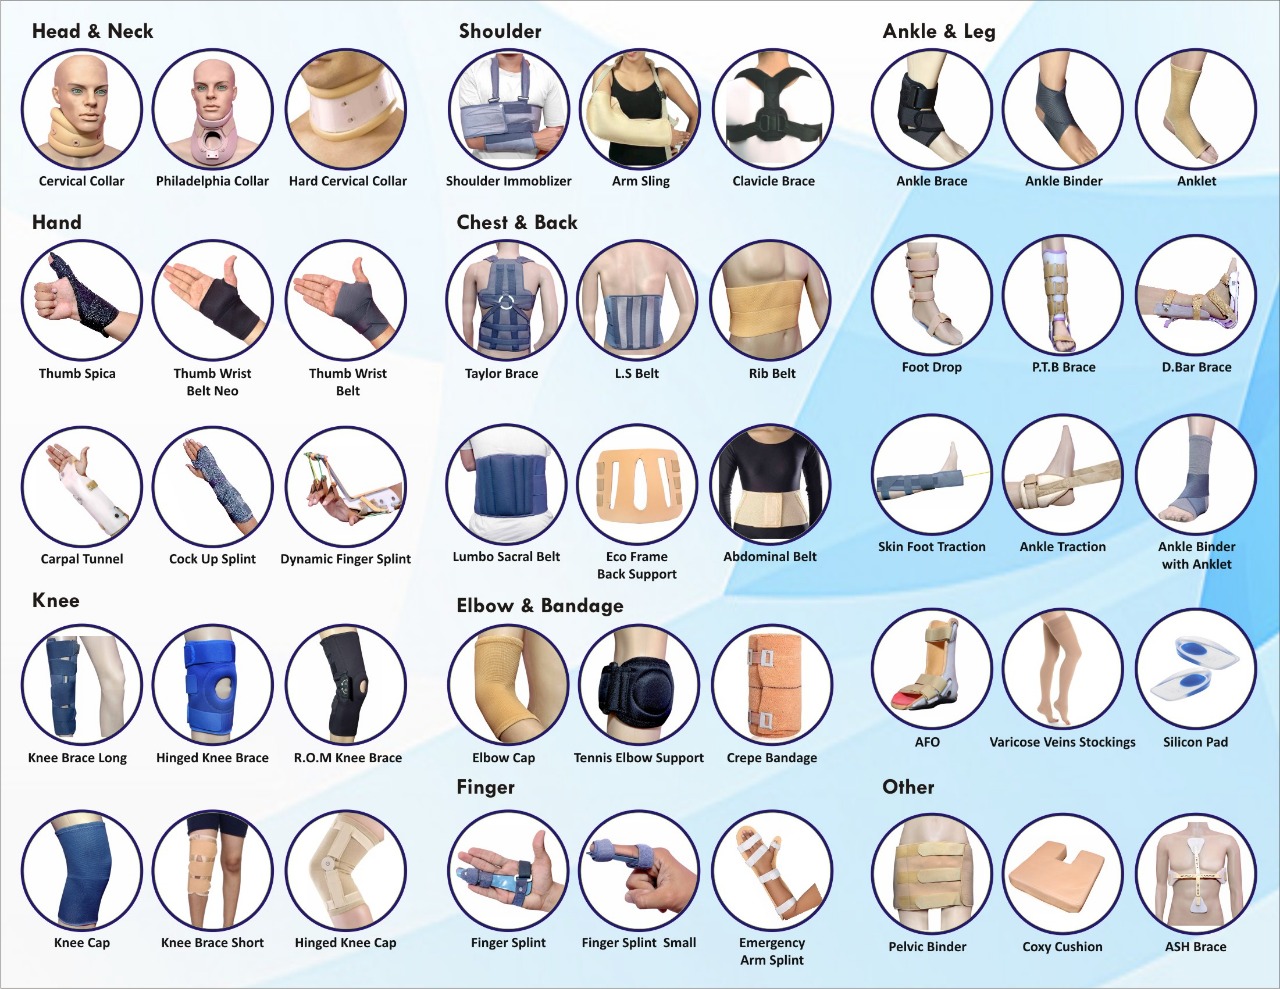 Head & Neck
Cervical Collar
Philadelphia Collar
Hard Cervical Collar
Hand
Thumb Spica
Thumb Wrist
Belt Neo
Thumb Wrist
Belt
Carpal Tunnel
Cock Up Splint
Dynamic Finger Splint
Knee
Knee Brace Long
Hinged Knee Brace
R.O.M Knee Brace
Knee Cap
Knee Brace Short
Hinged Knee Cap
Shoulder
Shoulder Immoblizer
Arm Sling
Clavicle Brace
Chest & Back
Taylor Brace
L.S Belt
Rib Belt
Lumbo Sacral Belt
Eco Frame
Back Support
Abdominal Belt
Elbow & Bandage
Elbow Cap
Tennis Elbow Support
Crepe Bandage
Finger
Finger Splint
Finger Splint Small
Emergency
Arm Splint
Ankle & Leg
Ankle Brace
Ankle Binder
Anklet
Foot Drop
P.T.B Brace
D.Bar Brace
Skin Foot Traction
Ankle Traction
Ankle Binder
with Anklet
AFO
Varicose Veins Stockings
Silicon Pad
Other
Pelvic Binder
Coxy Cushion
ASH Brace